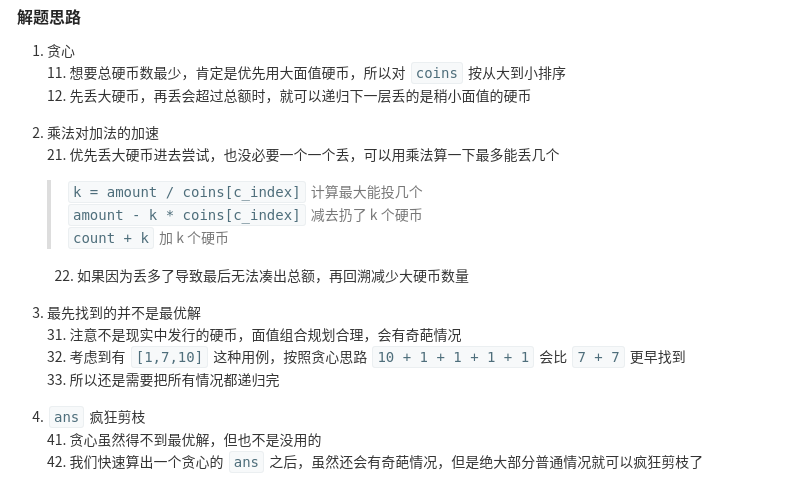 解题思路
1. 贪心
11. 想要总硬币数最少，肯定是优先用大面值硬币，所以对 coins 按从大到小排序
12. 先丢大硬币，再丢会超过总额时，就可以递归下一层丢的是稍小面值的硬币
2. 乘法对加法的加速
21. 优先丢大硬币进去尝试，也没必要一个一个丢，可以用乘法算一下最多能丢几个
k = amount / coins[c_index] 计算最大能投几个
amount - k * coins[c_index] 减去扔了 k 个硬币
count + k 加 k 个硬币
22. 如果因为丢多了导致最后无法凑出总额，再回溯减少大硬币数量
3. 最先找到的并不是最优解
31. 注意不是现实中发行的硬币，面值组合规划合理，会有奇葩情况
32. 考虑到有 [1,7,10] 这种用例，按照贪心思路 10 + 1 + 1 + 1 + 1 会比 7 + 7 更早找到
33. 所以还是需要把所有情况都递归完
4. ans 疯狂剪枝
41. 贪心虽然得不到最优解，但也不是没用的
42. 我们快速算出一个贪心的 ans 之后，虽然还会有奇葩情况，但是绝大部分普通情况就可以疯狂剪枝了